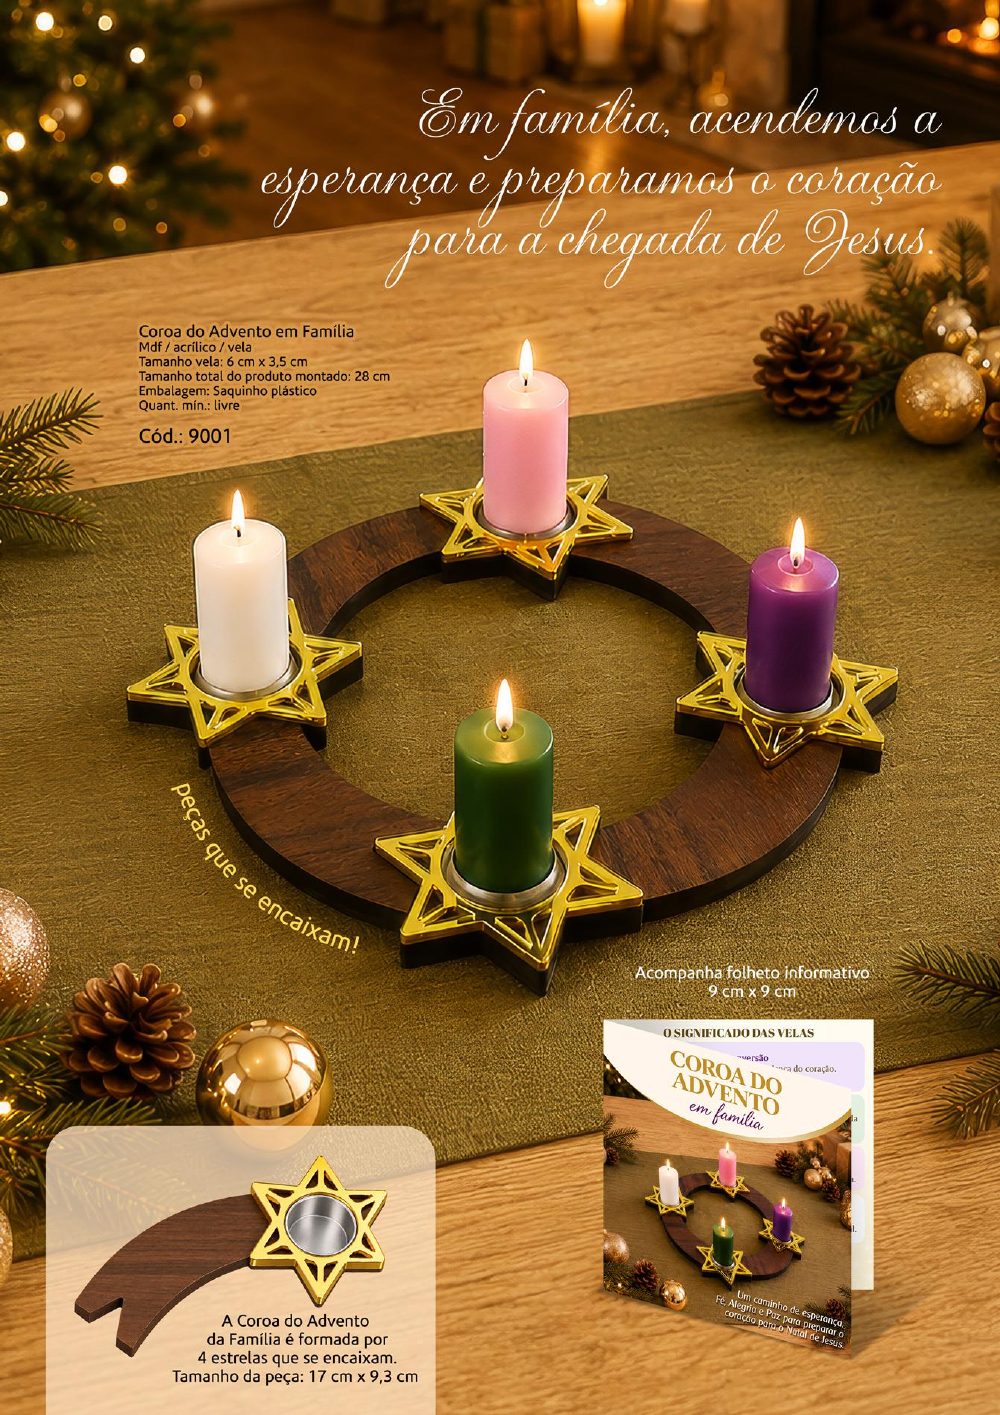 Em família, acendemos a
esperança e preparamos o coração
para a chegada de Jesus.
Coroa do Advento em Família
Mdf / acrílico / vela
Tamanho vela: 6 cm x 3,5 cm
Tamanho total do produto montado: 28 cm
Embalagem: Saquinho plástico
Quant. mín.: livre
Cód.: 9001
peças que se encaixam!
Acompanha folheto informativo
9 cm x 9 cm
O SIGNIFICADO DAS VELAS
COROA DO
ADVENTO
em família
do coração.
Um caminho de esperança,
Fé, Alegria e Paz para preparar o
coração para o Natal de Jesus.
A Coroa do Advento
da Família é formada por
4 estrelas que se encaixam.
Tamanho da peça: 17 cm x 9,3 cm